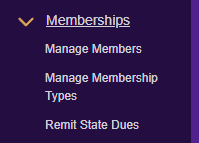 Memberships
Manage Members
Manage Membership
Types
Remit State Dues